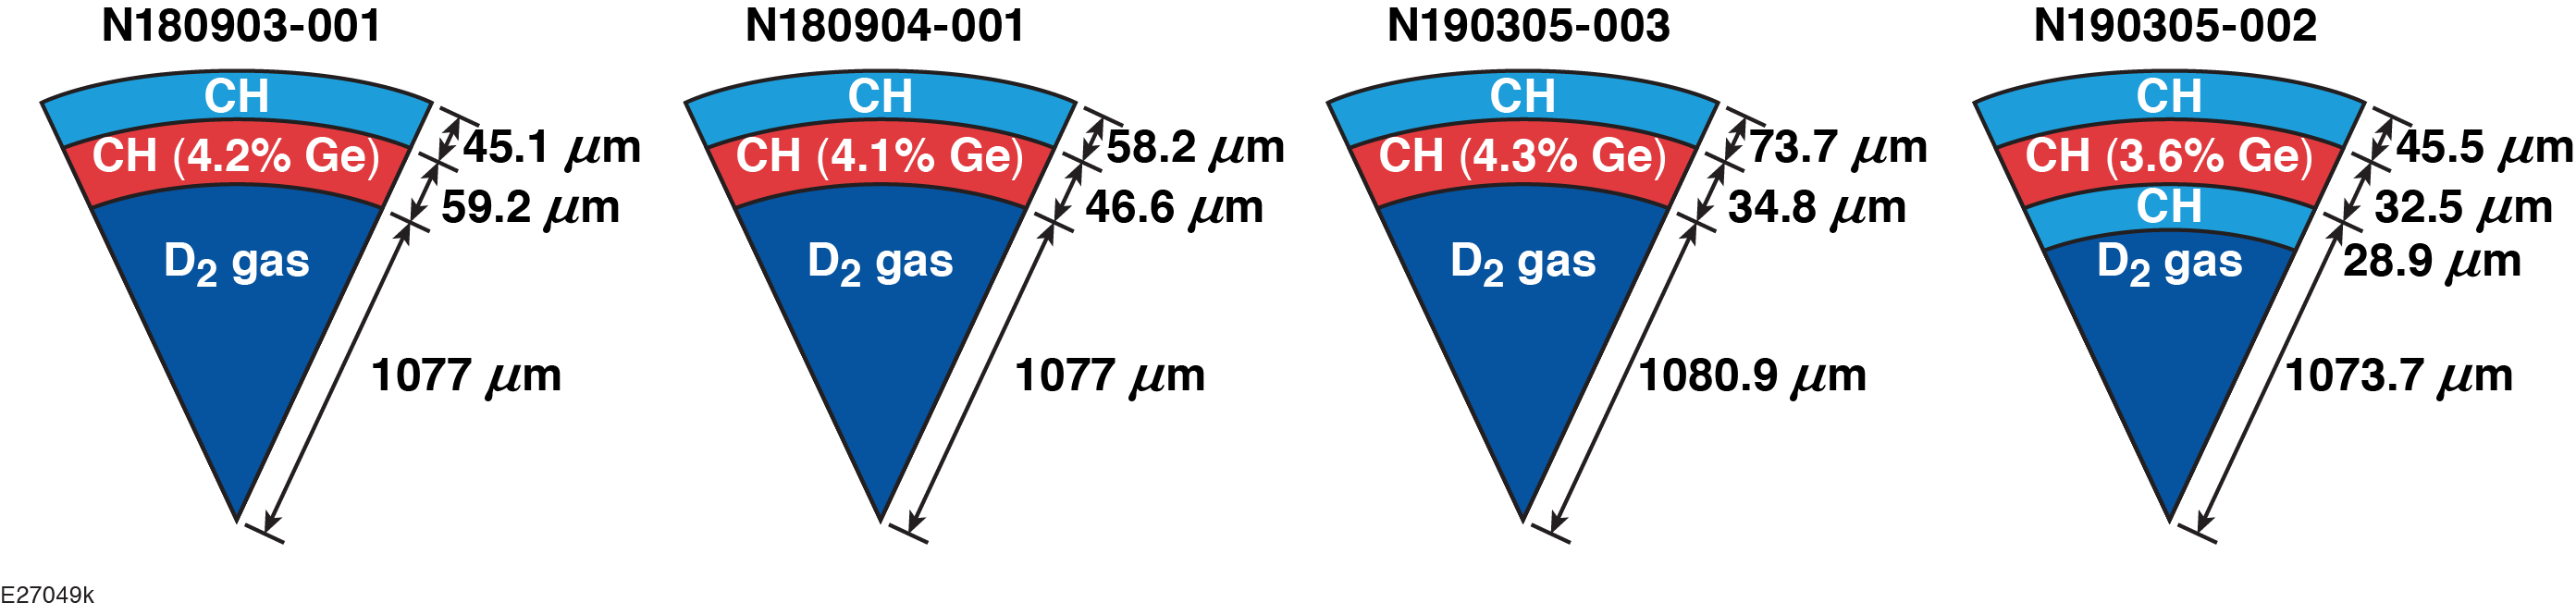 N180903-001
CH
CH (4.2% Ge)
D2 gas
45.1 μm
59.2 μm
1077 μm
N180904-001
CH
CH (4.1% Ge)
D2 gas
58.2 μm
46.6 μm
1077 μm
N190305-003
CH
CH (4.3% Ge)
D2 gas
73.7 μm
34.8 μm
1080.9 μm
N190305-002
CH
CH (3.6% Ge)
CH
D2 gas
45.5 μm
32.5 μm
28.9 μm
1073.7 μm
E27049k